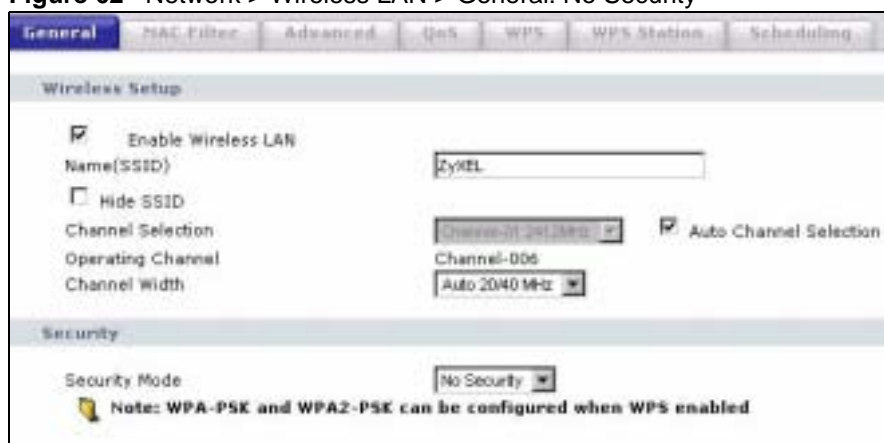 Network > Wireless LAN > General: No Security
General MAC Filter Advanced QoS WPS WPS Station Scheduling
Wireless Setup
Enable Wireless LAN
Name(SSID) ZyXEL
Hide SSID
Channel Selection Channel-01 2412MHz Auto Channel Selection
Operating Channel Channel-006
Channel Width Auto 20/40 MHz
Security
Security Mode No Security
Note: WPA-PSK and WPA2-PSK can be configured when WPS enabled